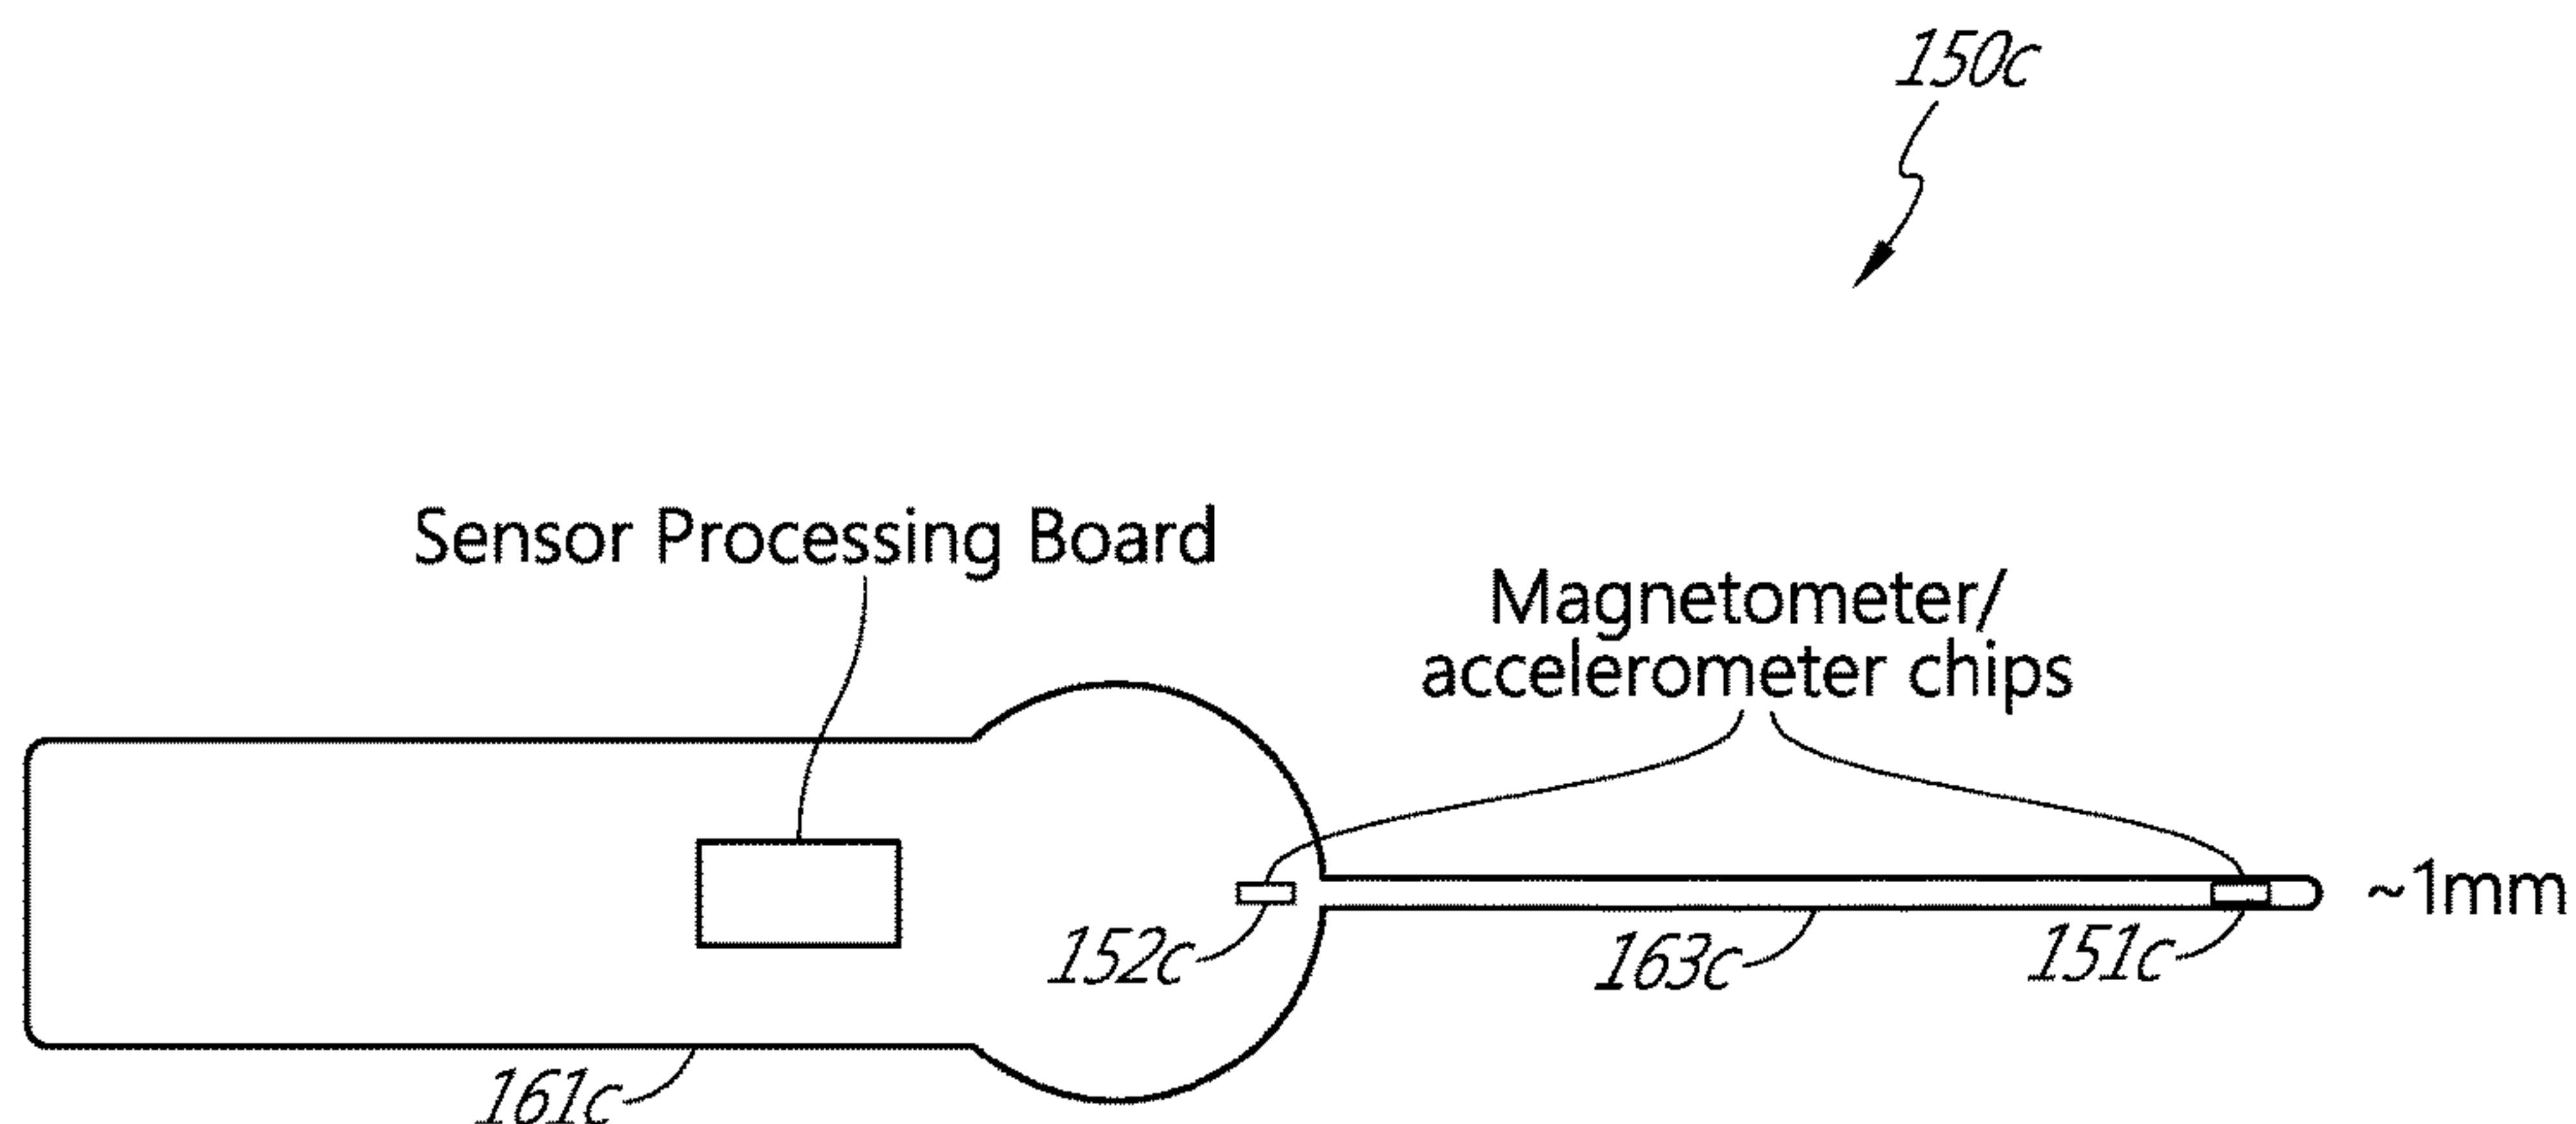 150c
Sensor Processing Board
Magnetometer/
accelerometer chips
~1mm
152c
163c
151c
161c